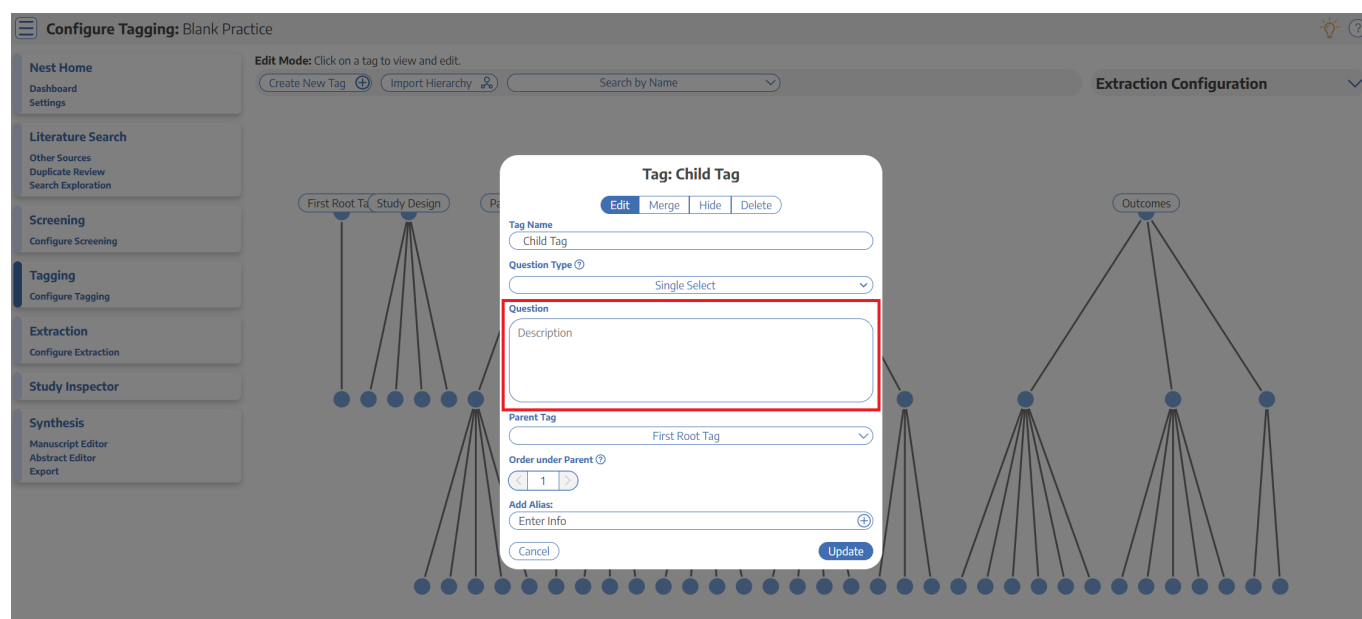 Configure Tagging: Blank Practice
Nest Home
Dashboard
Settings
Literature Search
Other Sources
Duplicate Review
Search Exploration
Screening
Configure Screening
Tagging
Configure Tagging
Extraction
Configure Extraction
Study Inspector
Synthesis
Manuscript Editor
Abstract Editor
Export
Edit Mode: Click on a tag to view and edit.
Create New Tag Import Hierarchy Search by Name Extraction Configuration
First Root Ta Study Design Pa Outcomes
Tag: Child Tag
Edit Merge Hide Delete
Tag Name
Child Tag
Question Type ?
Single Select
Question
Description
Parent Tag
First Root Tag
Order under Parent ?
1
Add Alias:
Enter Info
Cancel Update